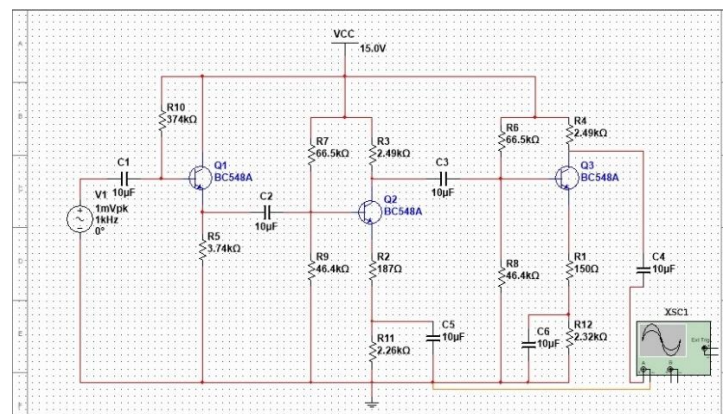 VCC
15.0V
R10
374kΩ
R7
66.5kΩ
R3
2.49kΩ
R6
66.5kΩ
R4
2.49kΩ
C1
10µF
Q1
BC548A
C3
10µF
Q3
BC548A
V1
1mVpk
1kHz
0°
C2
10µF
Q2
BC548A
R5
3.74kΩ
R9
46.4kΩ
R2
187Ω
R8
46.4kΩ
R1
150Ω
C4
10µF
R11
2.26kΩ
C5
10µF
C6
10µF
R12
2.32kΩ
XSC1
Ext Trig
A
B